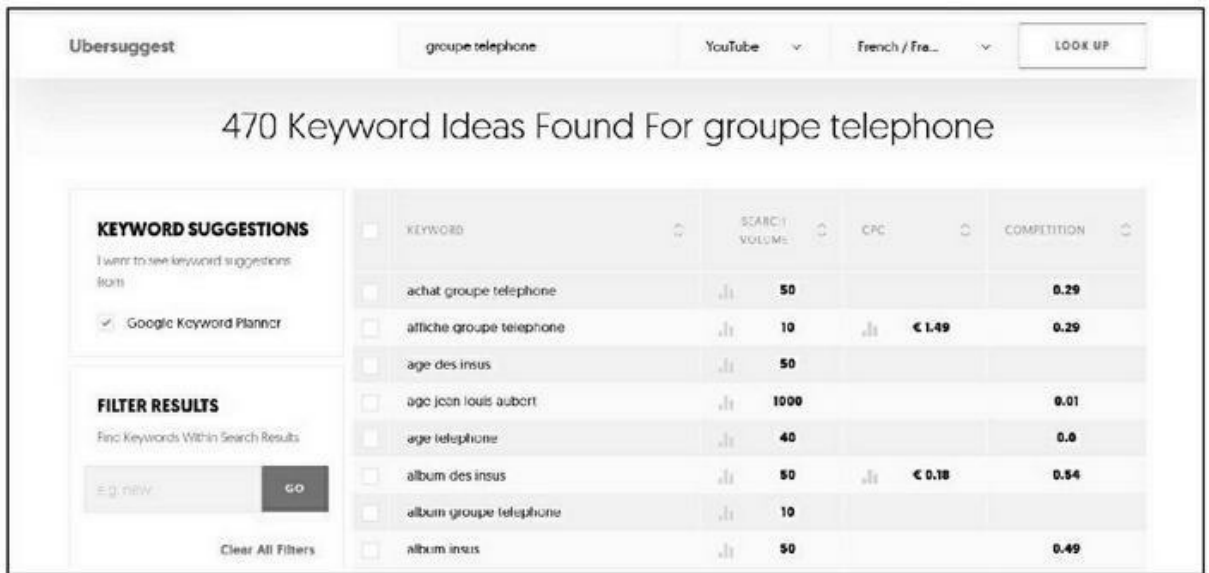 Ubersuggest groupe telephone YouTube French / Fra... LOOK UP
470 Keyword Ideas Found For groupe telephone
KEYWORD SUGGESTIONS
I want to see keyword suggestions
from
Google Keyword Planner
FILTER RESULTS
Find Keywords Within Search Results
e.g. new GO
Clear All Filters
KEYWORD SEARCH VOLUME CPC COMPETITION
achat groupe telephone 50 0.29
affiche groupe telephone 10 € 1.49 0.29
age des insus 50
age jean louis aubert 1000 0.01
age telephone 40 0.0
album des insus 50 € 0.18 0.54
album groupe telephone 10
album insus 50 0.49